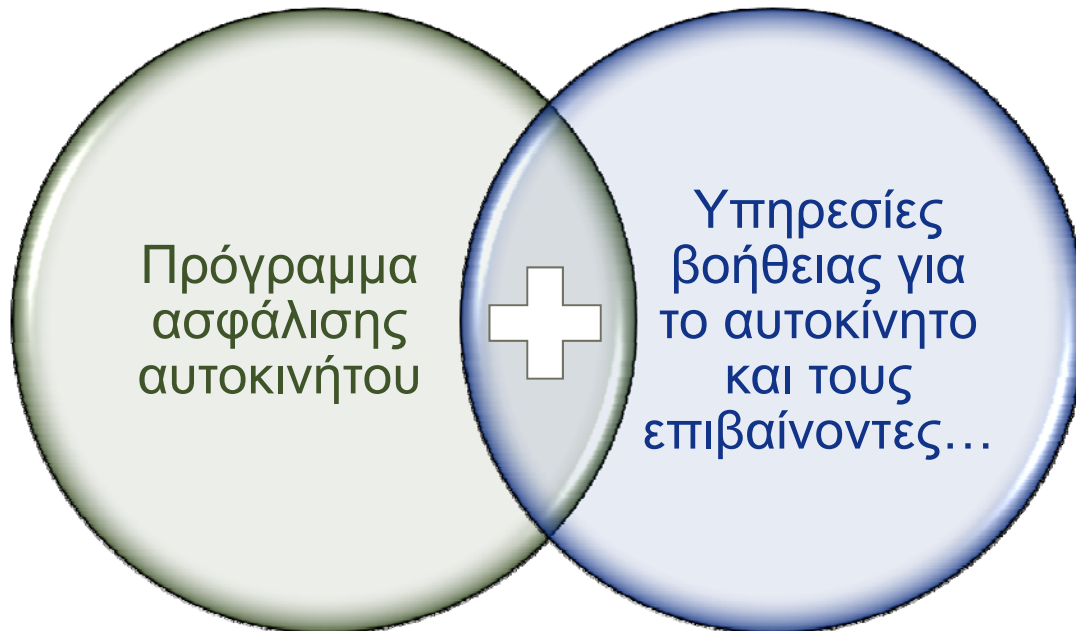 Πρόγραμμα
ασφάλισης
αυτοκινήτου
Υπηρεσίες
βοήθειας για
το αυτοκίνητο
και τους
επιβαίνοντες…